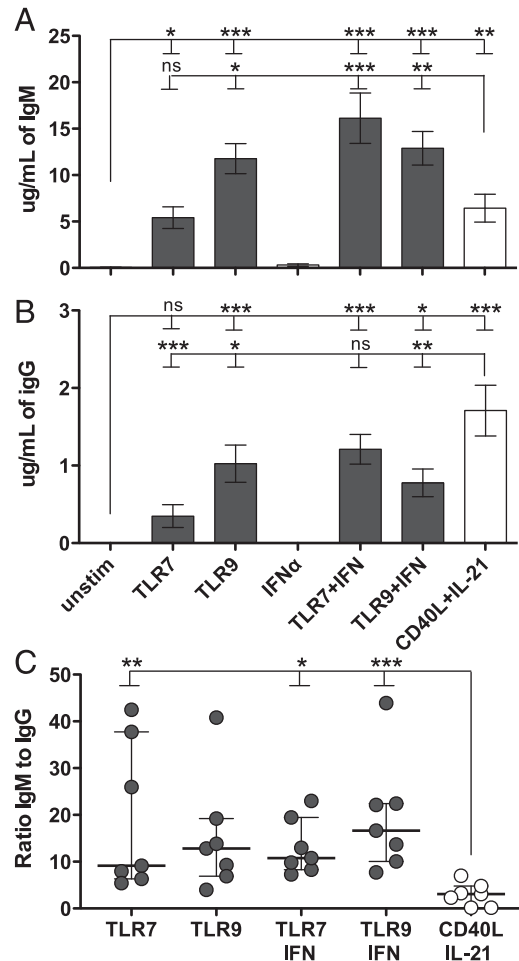 A
* *** *** *** **
ns * *** **
25
20
15
10
5
0
ug/mL of IgM
B
ns *** *** * ***
*** * ns **
3
2
1
0
ug/mL of igG
unstim TLR7 TLR9 IFNα TLR7+IFN TLR9+IFN CD40L+IL-21
C
** * ***
50
40
30
20
10
0
Ratio IgM to IgG
TLR7 TLR9 TLR7 TLR9 CD40L
IFN IFN IL-21